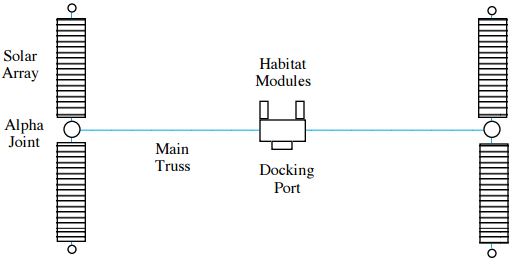 Solar
Array
Habitat
Modules
Alpha
Joint
Main
Truss
Docking
Port